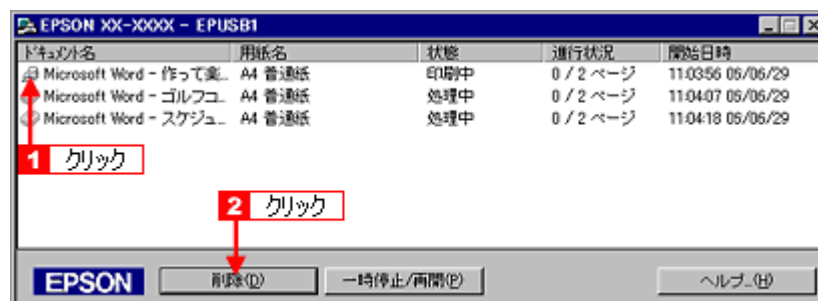 EPSON XX-XXXX - EPUSB1
ドキュメント名 用紙名 状態 進行状況 開始日時
Microsoft Word - 作って楽... A4 普通紙 印刷中 0 / 2 ページ 11:03:56 06/06/29
Microsoft Word - ゴルフコ... A4 普通紙 処理中 0 / 2 ページ 11:04:07 06/06/29
Microsoft Word - スケジュ... A4 普通紙 処理中 0 / 2 ページ 11:04:18 06/06/29
1 クリック
2 クリック
EPSON 削除(D) 一時停止/再開(P) ヘルプ...(H)